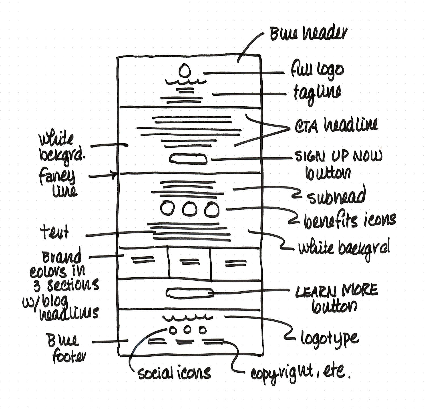 Blue header
full logo
tagline
CTA headline
SIGN UP NOW
button
subhead
benefits icons
white backgrd
LEARN MORE
button
logotype
copyright, etc.
social icons
white
bckgrd.
fancy
line
text
Brand
colors in
3 sections
w/blog
headlines
Blue
footer